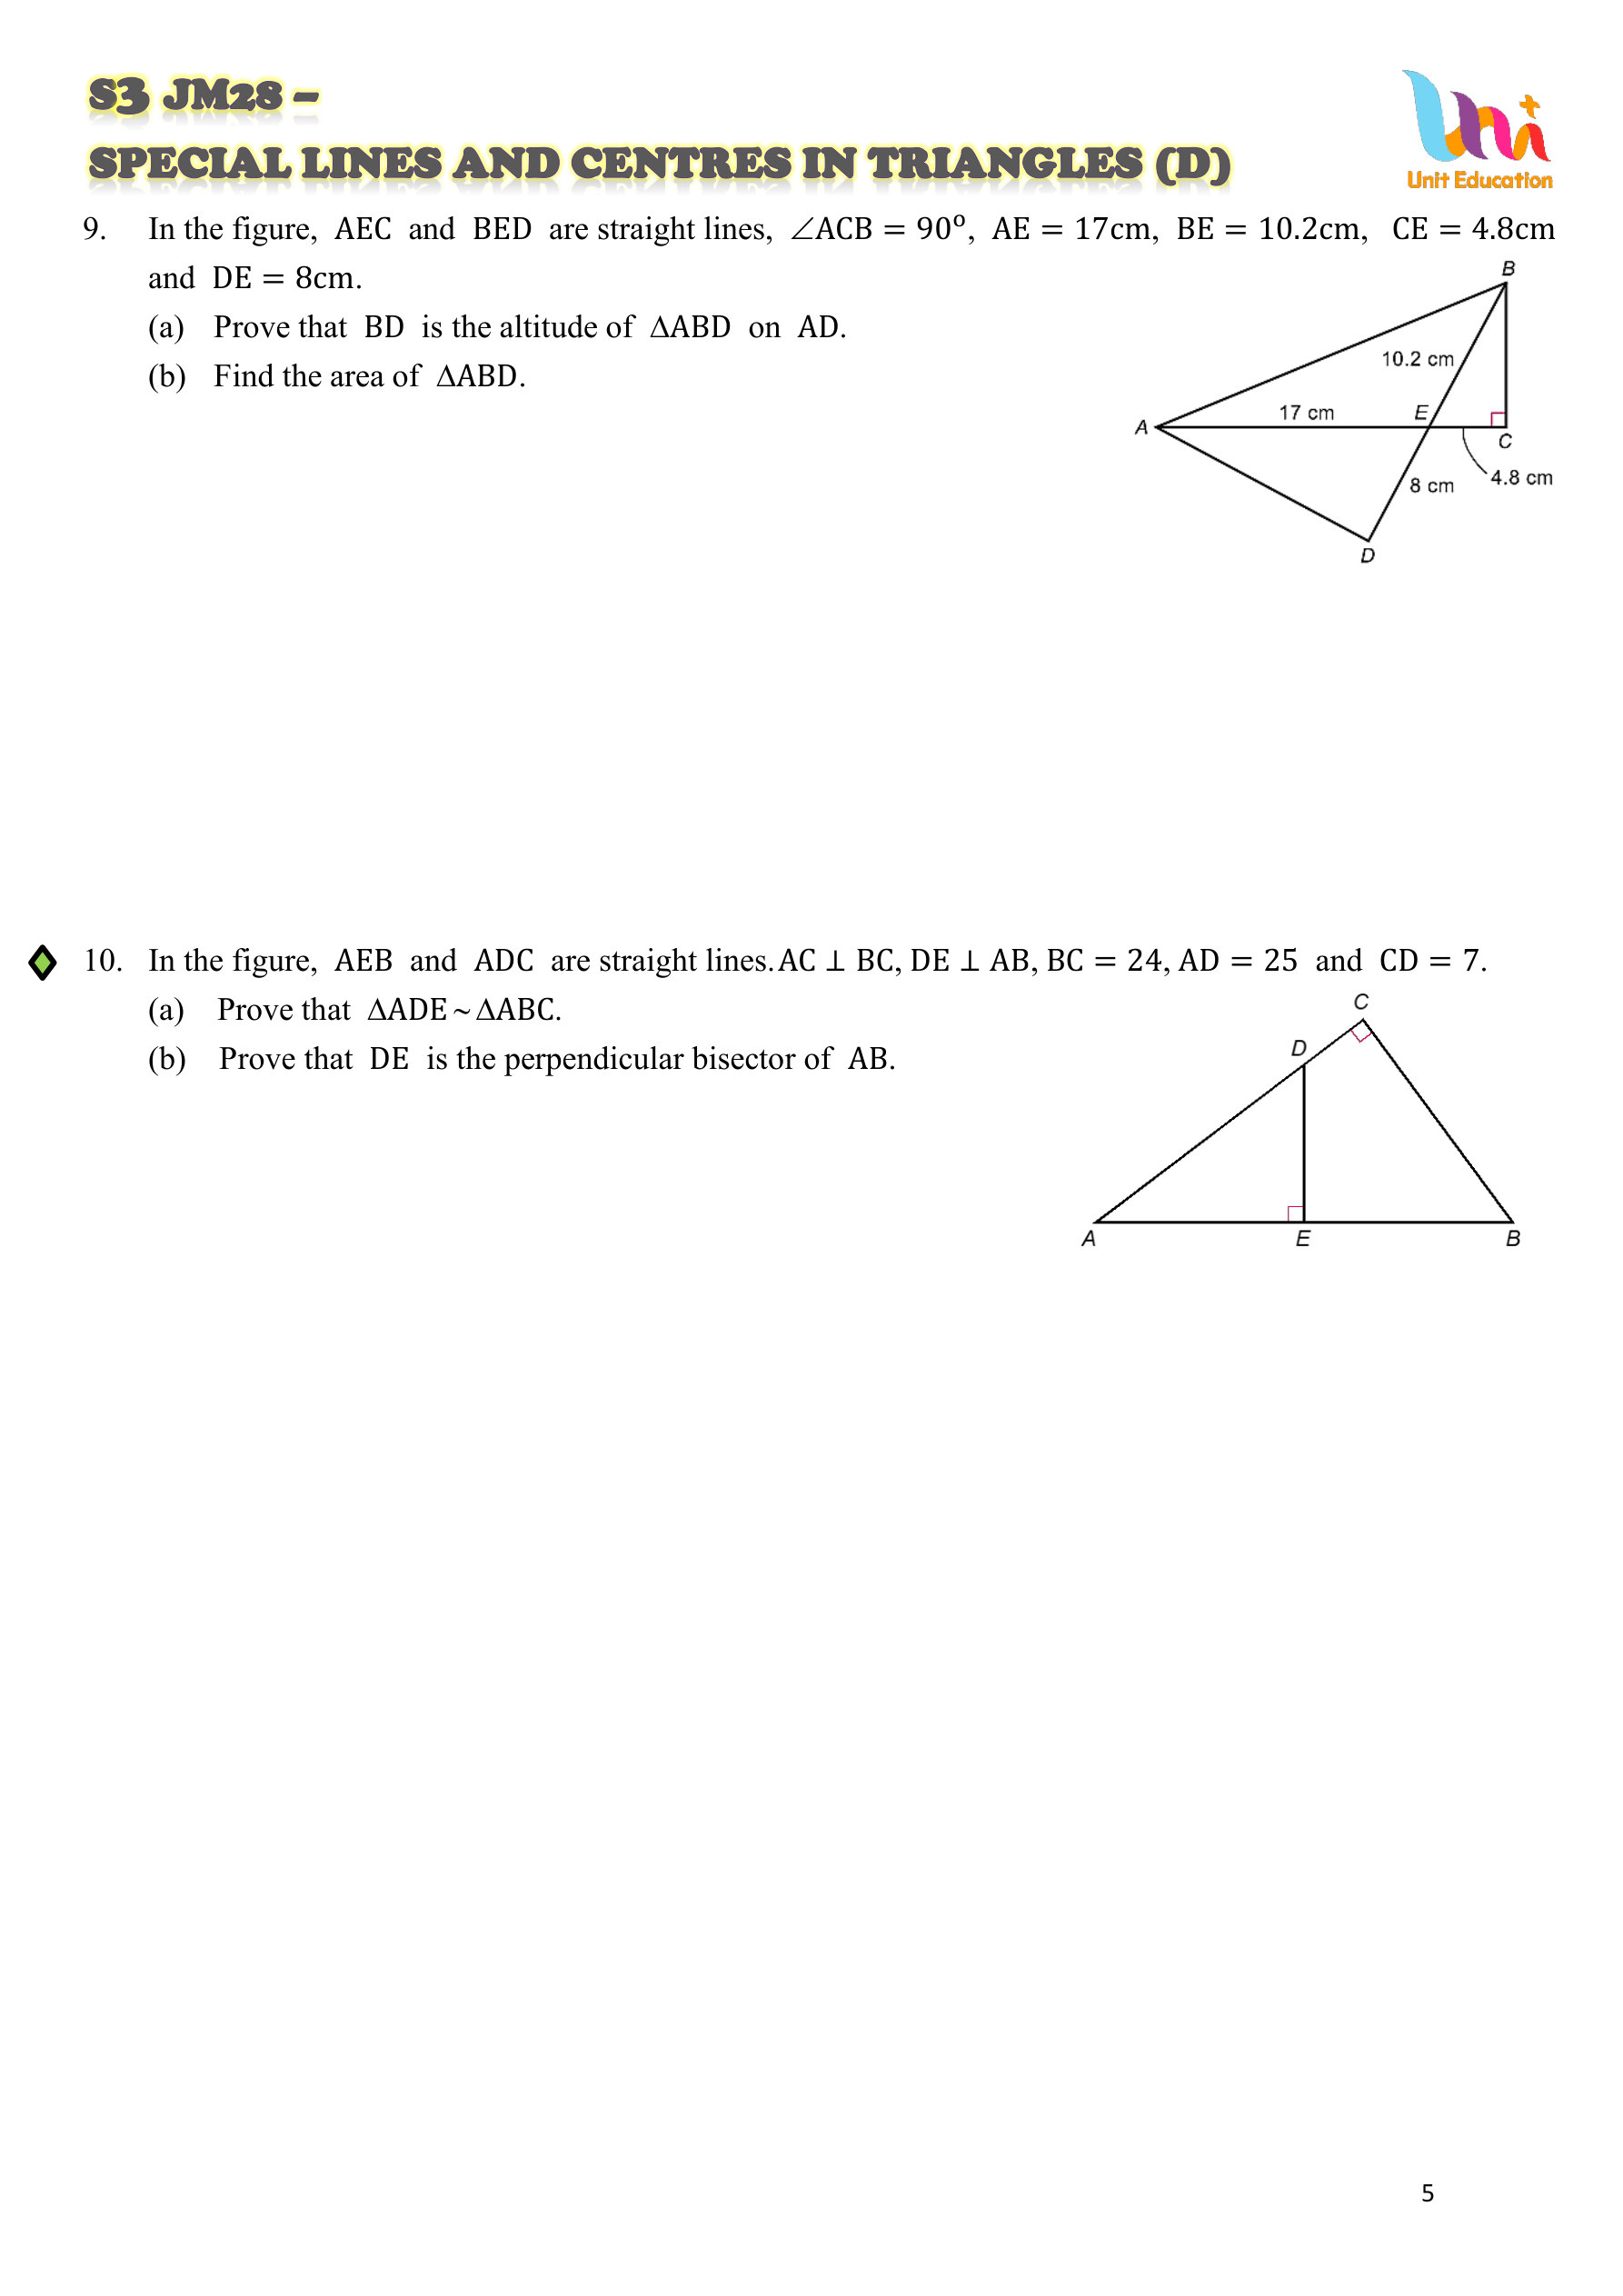 S3 JM28 –
SPECIAL LINES AND CENTRES IN TRIANGLES (D)
Unit Education
9. In the figure, AEC and BED are straight lines, ∠ACB = 90°, AE = 17cm, BE = 10.2cm, CE = 4.8cm
and DE = 8cm.
(a) Prove that BD is the altitude of ΔABD on AD.
(b) Find the area of ΔABD.
B
10.2 cm
17 cm
E
A
C
4.8 cm
8 cm
D
10. In the figure, AEB and ADC are straight lines. AC ⊥ BC, DE ⊥ AB, BC = 24, AD = 25 and CD = 7.
(a) Prove that ΔADE ~ ΔABC.
(b) Prove that DE is the perpendicular bisector of AB.
C
D
A
E
B
5